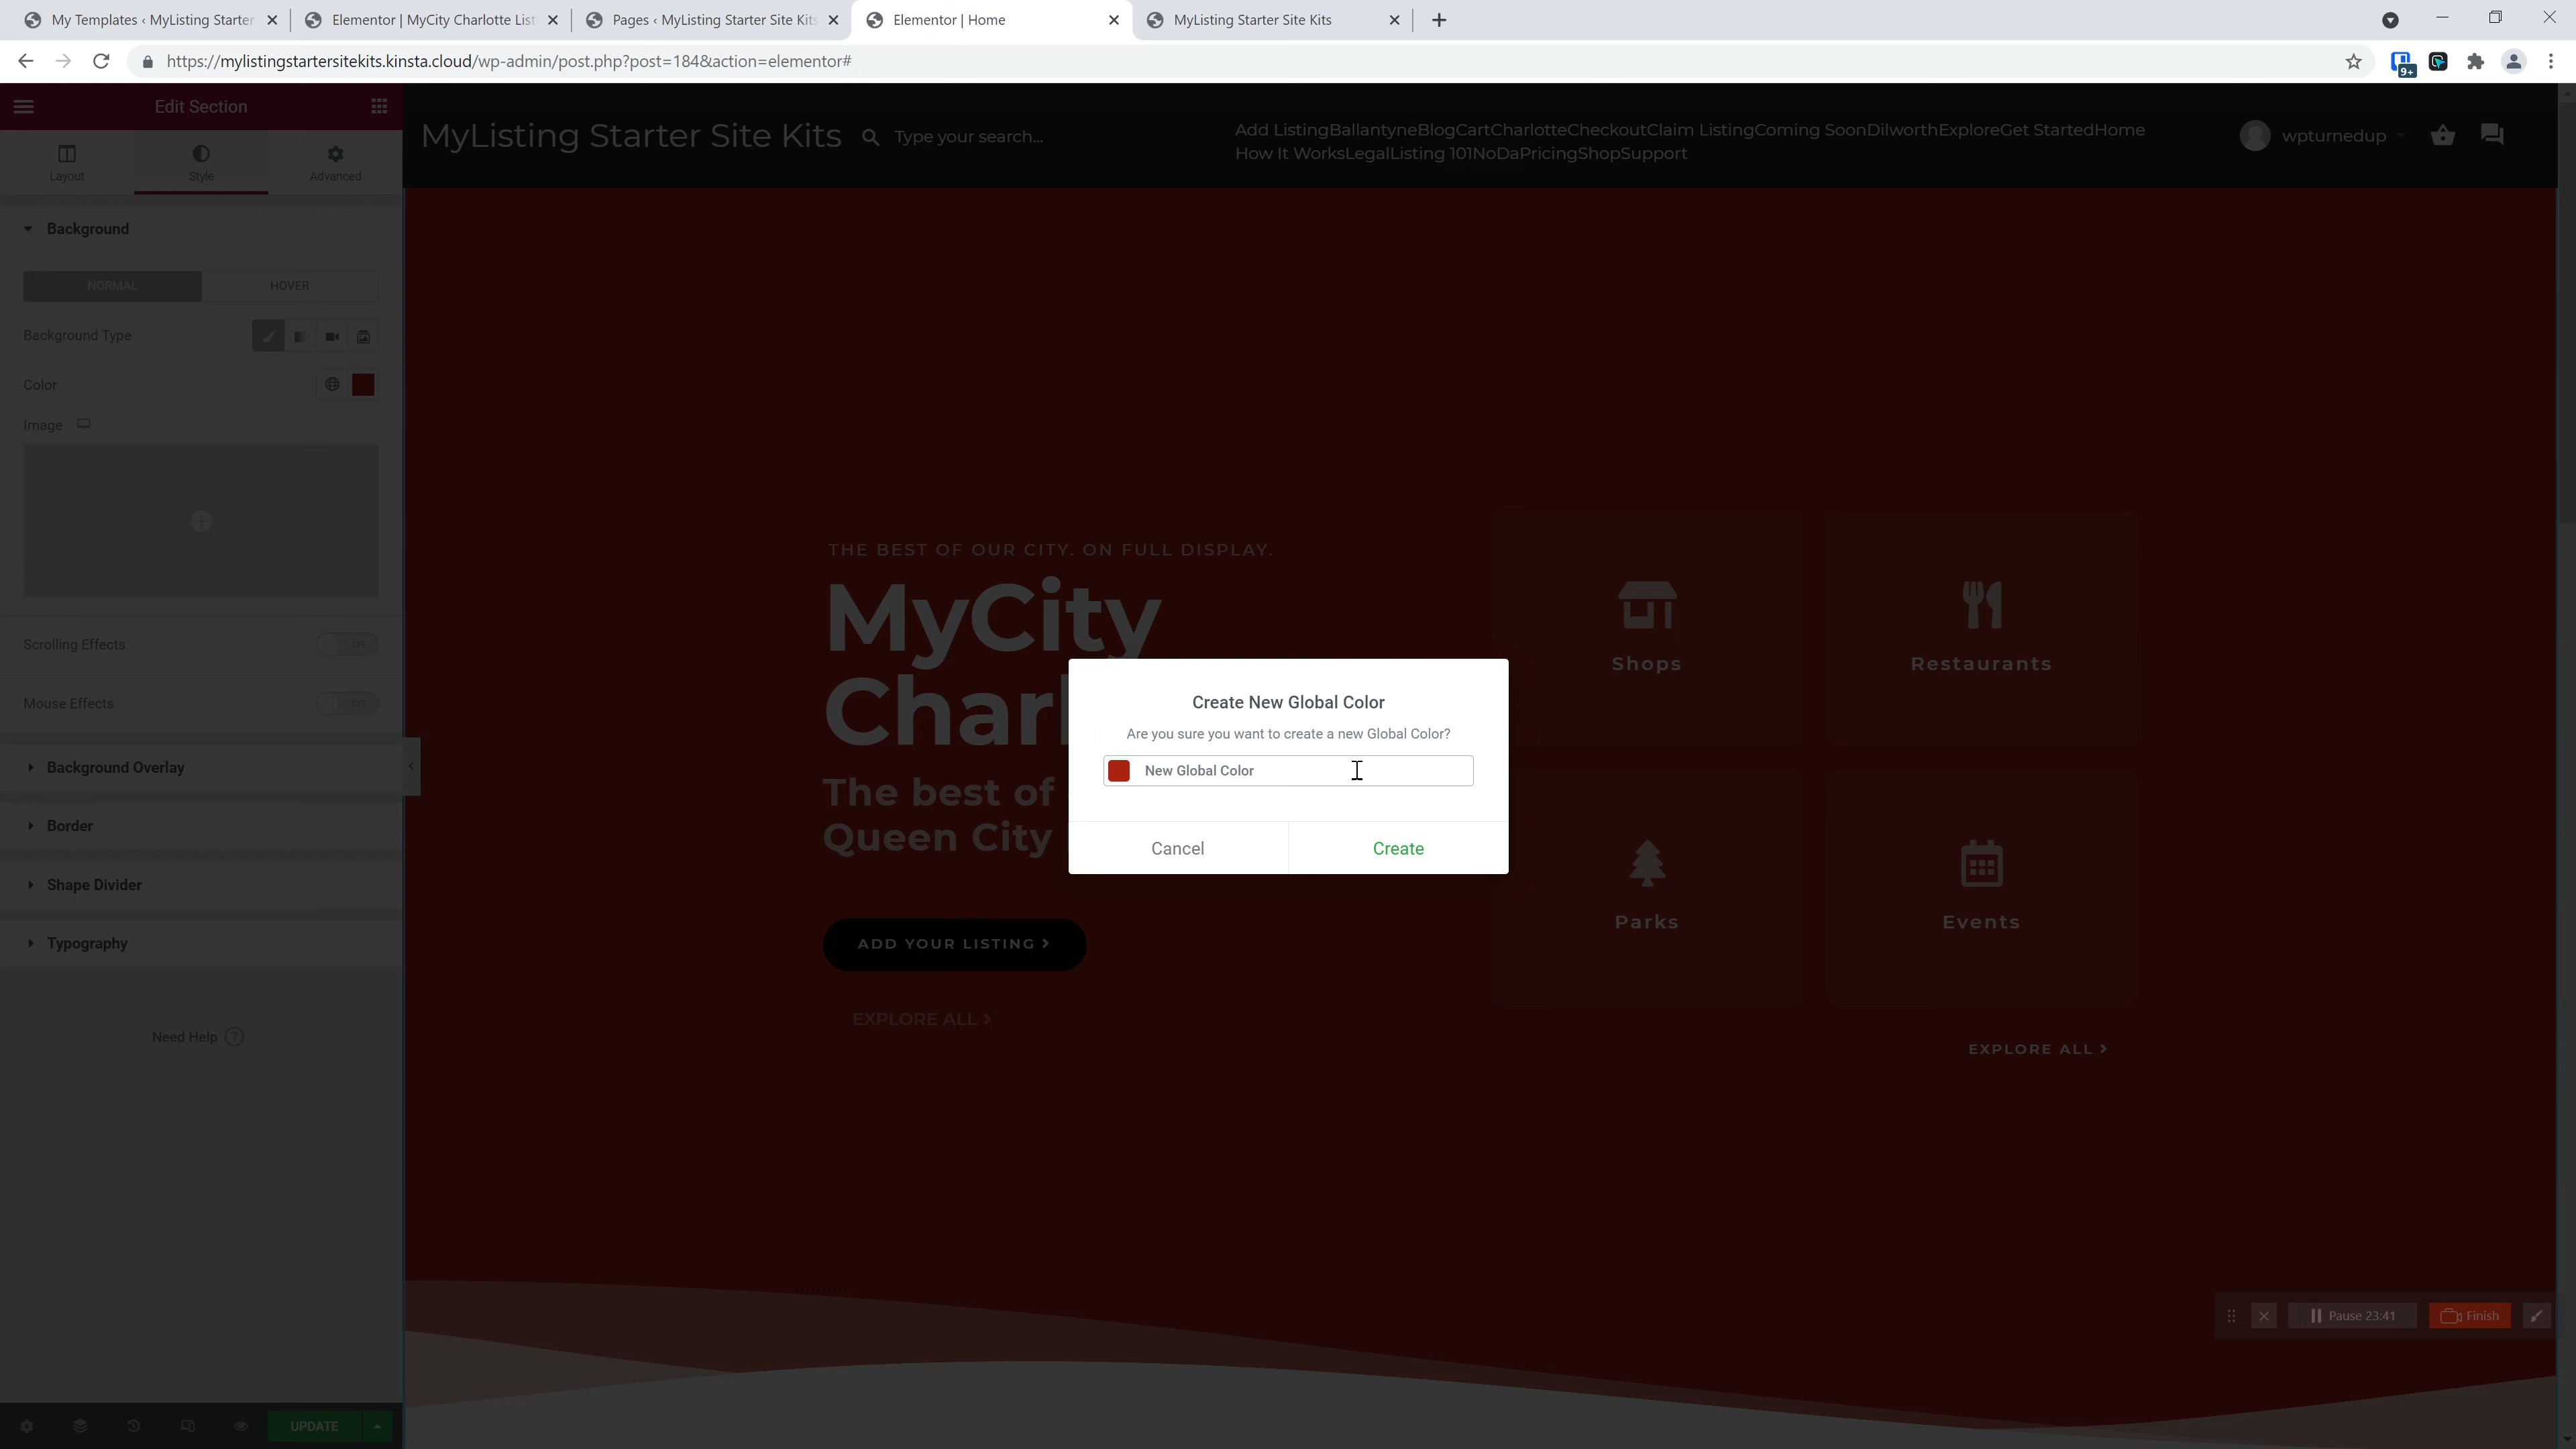 My Templates ‹ MyListing Starter
Elementor | MyCity Charlotte List
Pages ‹ MyListing Starter Site Kits
Elementor | Home
MyListing Starter Site Kits
https://mylistingstartersitekits.kinsta.cloud/wp-admin/post.php?post=184&action=elementor#
9+
Edit Section
MyListing Starter Site Kits
Type your search...
Add ListingBallantyneBlogCartCharlotteCheckoutClaim ListingComing SoonDilworthExploreGet StartedHome
How It WorksLegalListing 101NoDaPricingShopSupport
wpturnedup
Layout
Style
Advanced
Background
NORMAL
HOVER
Background Type
Color
Image
Scrolling Effects
OFF
Mouse Effects
OFF
Background Overlay
Border
Shape Divider
Typography
Need Help ?
UPDATE
THE BEST OF OUR CITY. ON FULL DISPLAY.
MyCity
Charl
The best of
Queen City
ADD YOUR LISTING
EXPLORE ALL
Shops
Restaurants
Parks
Events
EXPLORE ALL
Create New Global Color
Are you sure you want to create a new Global Color?
New Global Color
Cancel
Create
Pause 23:41
Finish